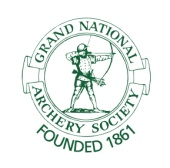 GRAND NATIONAL
ARCHERY SOCIETY
FOUNDED 1861